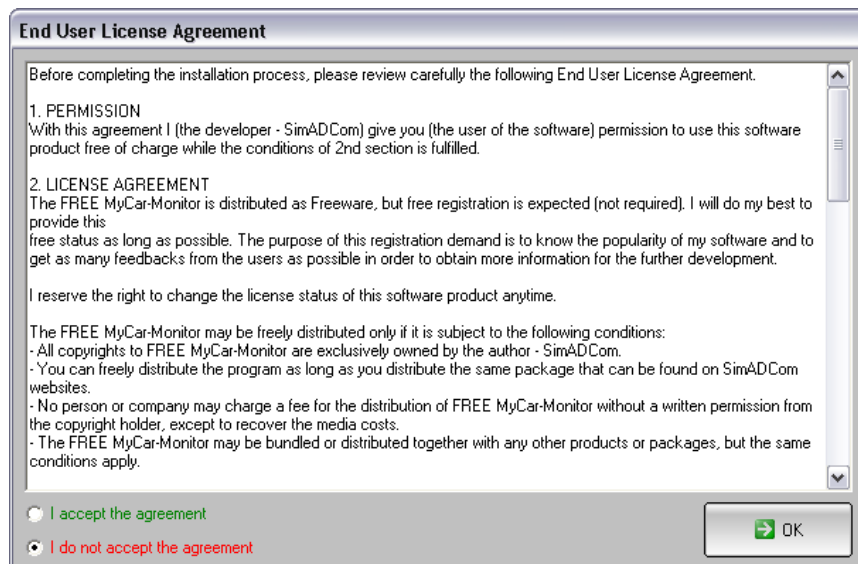 End User License Agreement
Before completing the installation process, please review carefully the following End User License Agreement.
1. PERMISSION
With this agreement I (the developer - SimADCom) give you (the user of the software) permission to use this software
product free of charge while the conditions of 2nd section is fulfilled.
2. LICENSE AGREEMENT
The FREE MyCar-Monitor is distributed as Freeware, but free registration is expected (not required). I will do my best to
provide this
free status as long as possible. The purpose of this registration demand is to know the popularity of my software and to
get as many feedbacks from the users as possible in order to obtain more information for the further development.
I reserve the right to change the license status of this software product anytime.
The FREE MyCar-Monitor may be freely distributed only if it is subject to the following conditions:
- All copyrights to FREE MyCar-Monitor are exclusively owned by the author - SimADCom.
- You can freely distribute the program as long as you distribute the same package that can be found on SimADCom
websites.
- No person or company may charge a fee for the distribution of FREE MyCar-Monitor without a written permission from
the copyright holder, except to recover the media costs.
- The FREE MyCar-Monitor may be bundled or distributed together with any other products or packages, but the same
conditions apply.
I accept the agreement
I do not accept the agreement
OK